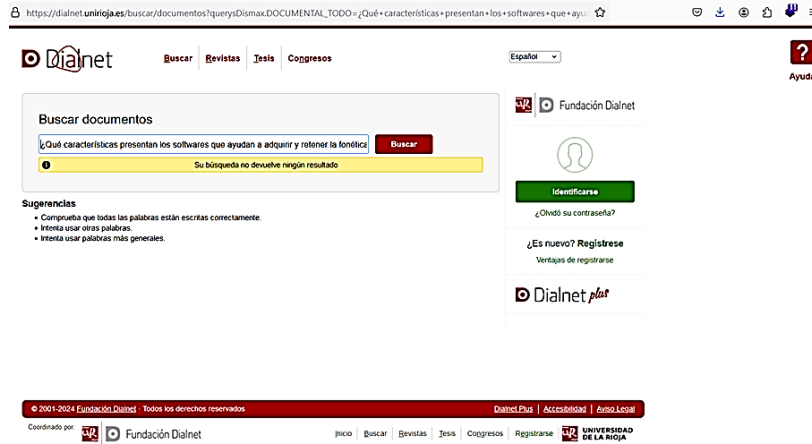 https://dialnet.unirioja.es/buscar/documentos?querysDismax.DOCUMENTAL_TODO=¿Qué+características+presentan+los+softwares+que+ayu
Dialnet
Buscar Revistas Tesis Congresos
Español
?
Ayuda
Buscar documentos
¿Qué características presentan los softwares que ayudan a adquirir y retener la fonética
Buscar
Su búsqueda no devuelve ningún resultado
Sugerencias
Comprueba que todas las palabras están escritas correctamente.
Intenta usar otras palabras.
Intenta usar palabras más generales.
Fundación Dialnet
Identificarse
¿Olvidó su contraseña?
¿Es nuevo? Regístrese
Ventajas de registrarse
Dialnet plus
© 2001-2024 Fundación Dialnet · Todos los derechos reservados
Dialnet Plus | Accesibilidad | Aviso Legal
Coordinado por:
Fundación Dialnet
Inicio Buscar Revistas Tesis Congresos Registrarse
UNIVERSIDAD
DE LA RIOJA